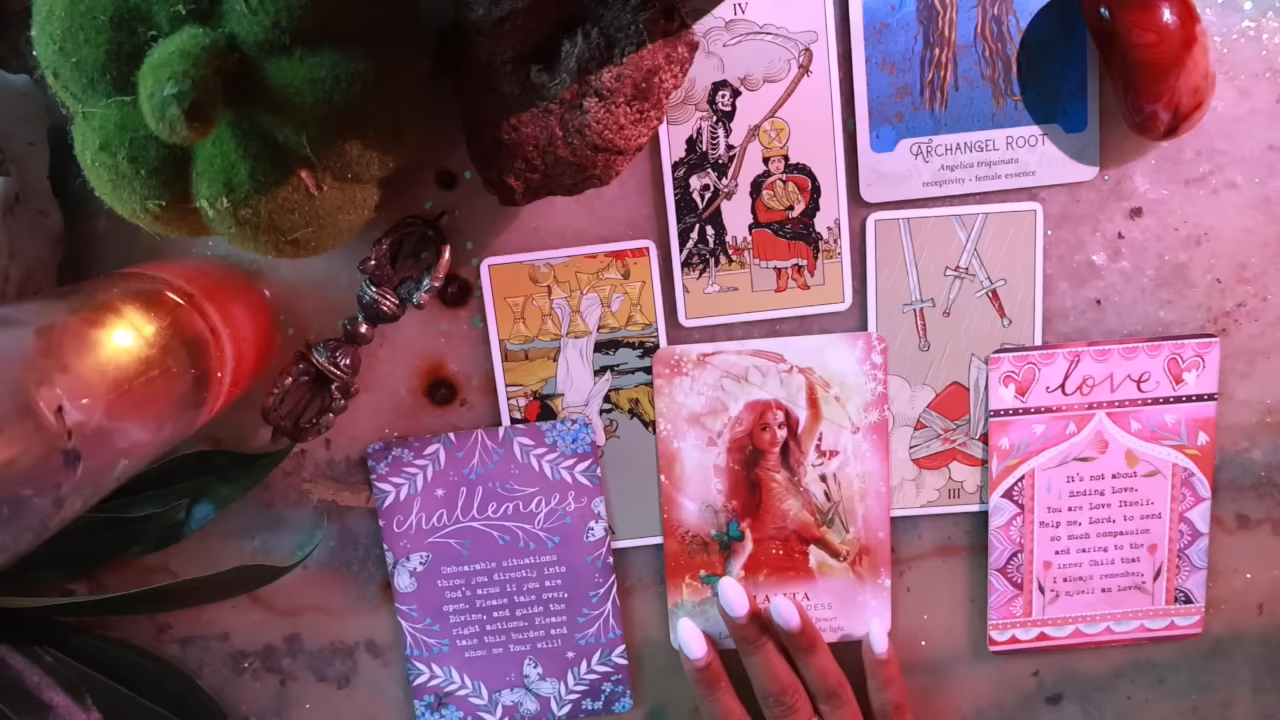 IV
ARCHANGEL ROOT
Angelica triquinata
receptivity • female essence
III
challenges
Unbearable situations
throw you directly into
God's arms if you are
open. Please take over,
Divine, and guide the
right actions. Please
take this burden and
show me Your will!
power
the light.
love
It's not about
finding Love.
You are Love Itself.
Help me, Lord, to send
so much compassion
and caring to the
inner Child that
I always remember,
"I myself am Love."